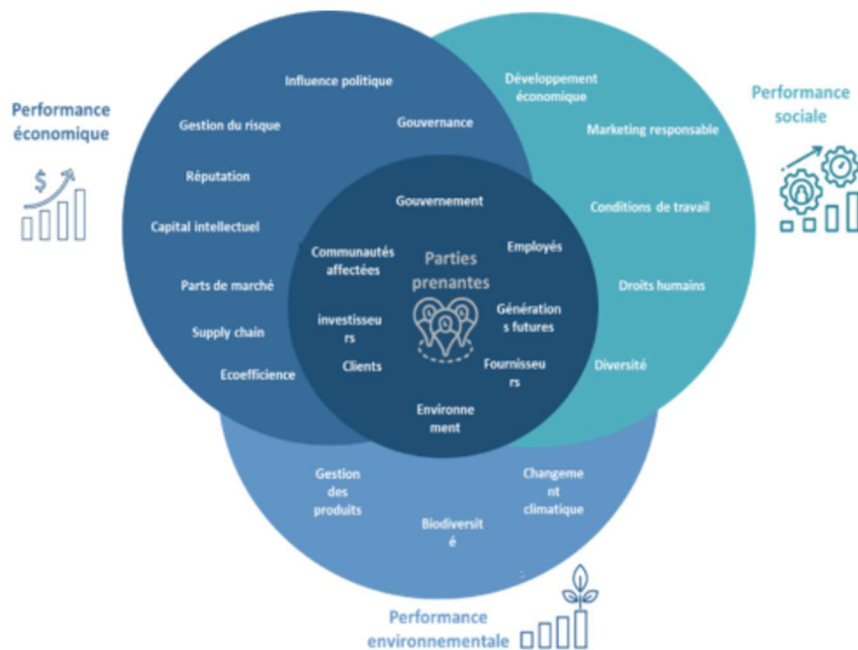 Performance
économique
Influence politique
Gestion du risque
Gouvernance
Réputation
Capital intellectuel
Parts de marché
Supply chain
Ecoefficience
Développement
économique
Performance
sociale
Marketing responsable
Conditions de travail
Droits humains
Diversité
Gouvernement
Communautés
affectées
Employés
Parties
prenantes
investisseu
rs
Génération
s futures
Clients
Fournisseu
rs
Environne
ment
Gestion
des
produits
Biodiversit
é
Changeme
nt
climatique
Performance
environnementale
$